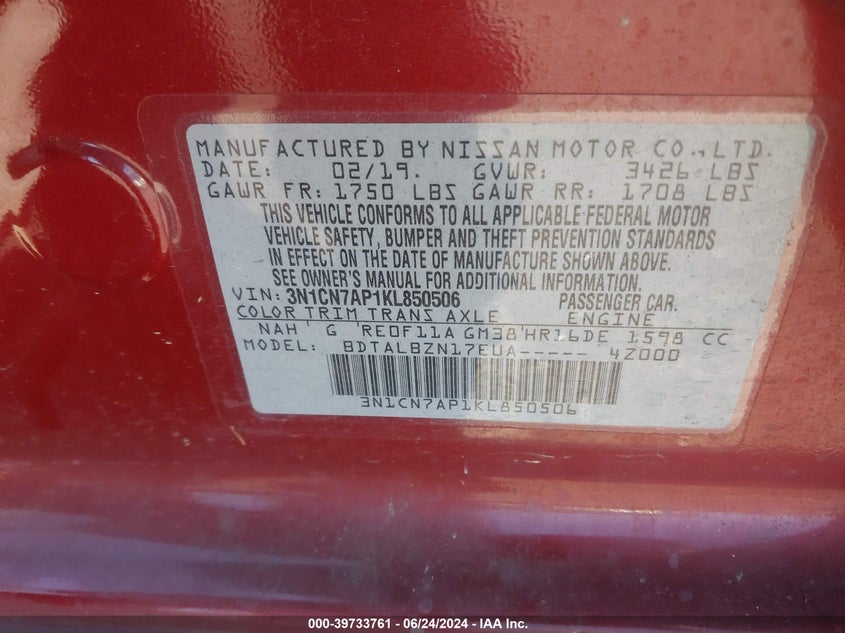 MANUFACTURED BY NISSAN MOTOR CO., LTD.
DATE: 02/19. GVWR: 3426 LBS
GAWR FR: 1750 LBS GAWR RR: 1708 LBS
THIS VEHICLE CONFORMS TO ALL APPLICABLE FEDERAL MOTOR
VEHICLE SAFETY, BUMPER AND THEFT PREVENTION STANDARDS
IN EFFECT ON THE DATE OF MANUFACTURE SHOWN ABOVE.
SEE OWNER'S MANUAL FOR ADDITIONAL INFORMATION.
VIN: 3N1CN7AP1KL850506 PASSENGER CAR.
COLOR TRIM TRANS AXLE ENGINE
NAH ' G 'RE0F11A GM38'HR16DE 1598 CC
MODEL: BDTALBZN17EUA----- 4Z000
3N1CN7AP1KL850506
000-39733761 - 06/24/2024 - IAA Inc.